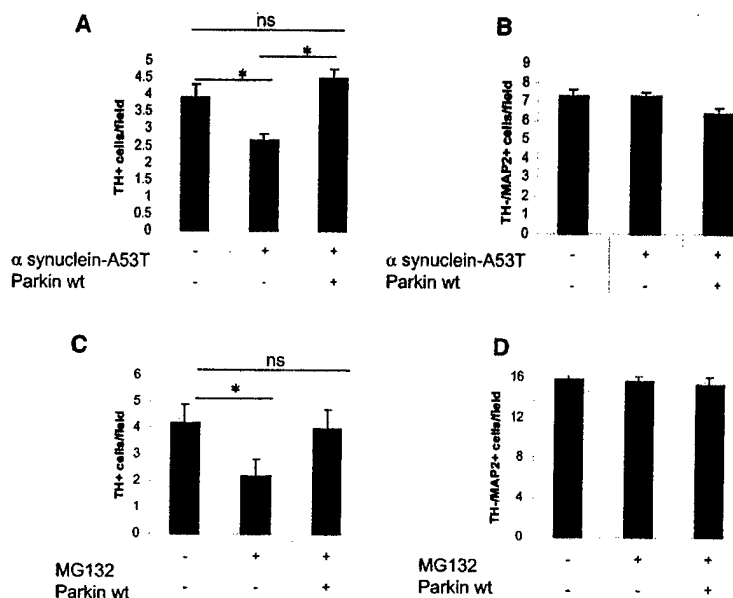 A
ns
*
*
TH+ cells/field
5
4.5
4
3.5
3
2.5
2
1.5
1
0.5
0
α synuclein-A53T - + +
Parkin wt - - +
B
TH-/MAP2+ cells/field
9
8
7
6
5
4
3
2
1
0
α synuclein-A53T - + +
Parkin wt - - +
C
ns
*
TH+ cells/field
6
5
4
3
2
1
0
MG132 - + +
Parkin wt - - +
D
TH-/MAP2+ cells/field
16
12
8
4
0
MG132 - + +
Parkin wt - - +